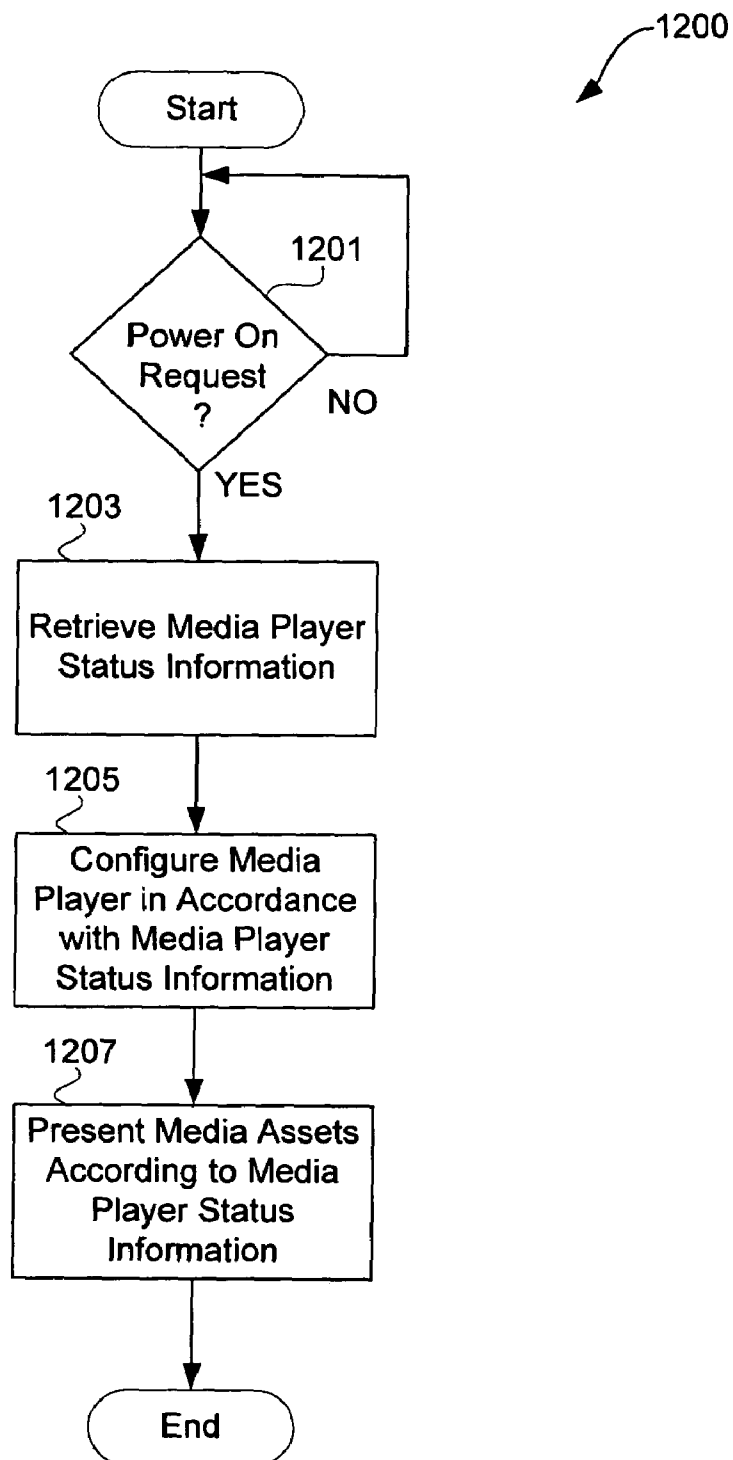 1200
Start
1201
Power On
Request
?
NO
YES
1203
Retrieve Media Player
Status Information
1205
Configure Media
Player in Accordance
with Media Player
Status Information
1207
Present Media Assets
According to Media
Player Status
Information
End